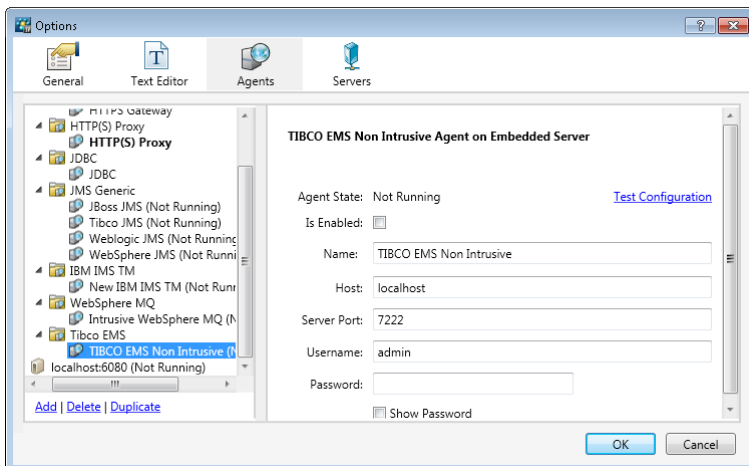 Options
General Text Editor Agents Servers
HTTPS Gateway
HTTP(S) Proxy
HTTP(S) Proxy
JDBC
JDBC
JMS Generic
JBoss JMS (Not Running)
Tibco JMS (Not Running)
Weblogic JMS (Not Running
WebSphere JMS (Not Runni
IBM IMS TM
New IBM IMS TM (Not Runr
WebSphere MQ
Intrusive WebSphere MQ (N
Tibco EMS
TIBCO EMS Non Intrusive (N
localhost:6080 (Not Running)
Add | Delete | Duplicate
TIBCO EMS Non Intrusive Agent on Embedded Server
Agent State: Not Running Test Configuration
Is Enabled:
Name: TIBCO EMS Non Intrusive
Host: localhost
Server Port: 7222
Username: admin
Password:
Show Password
OK Cancel